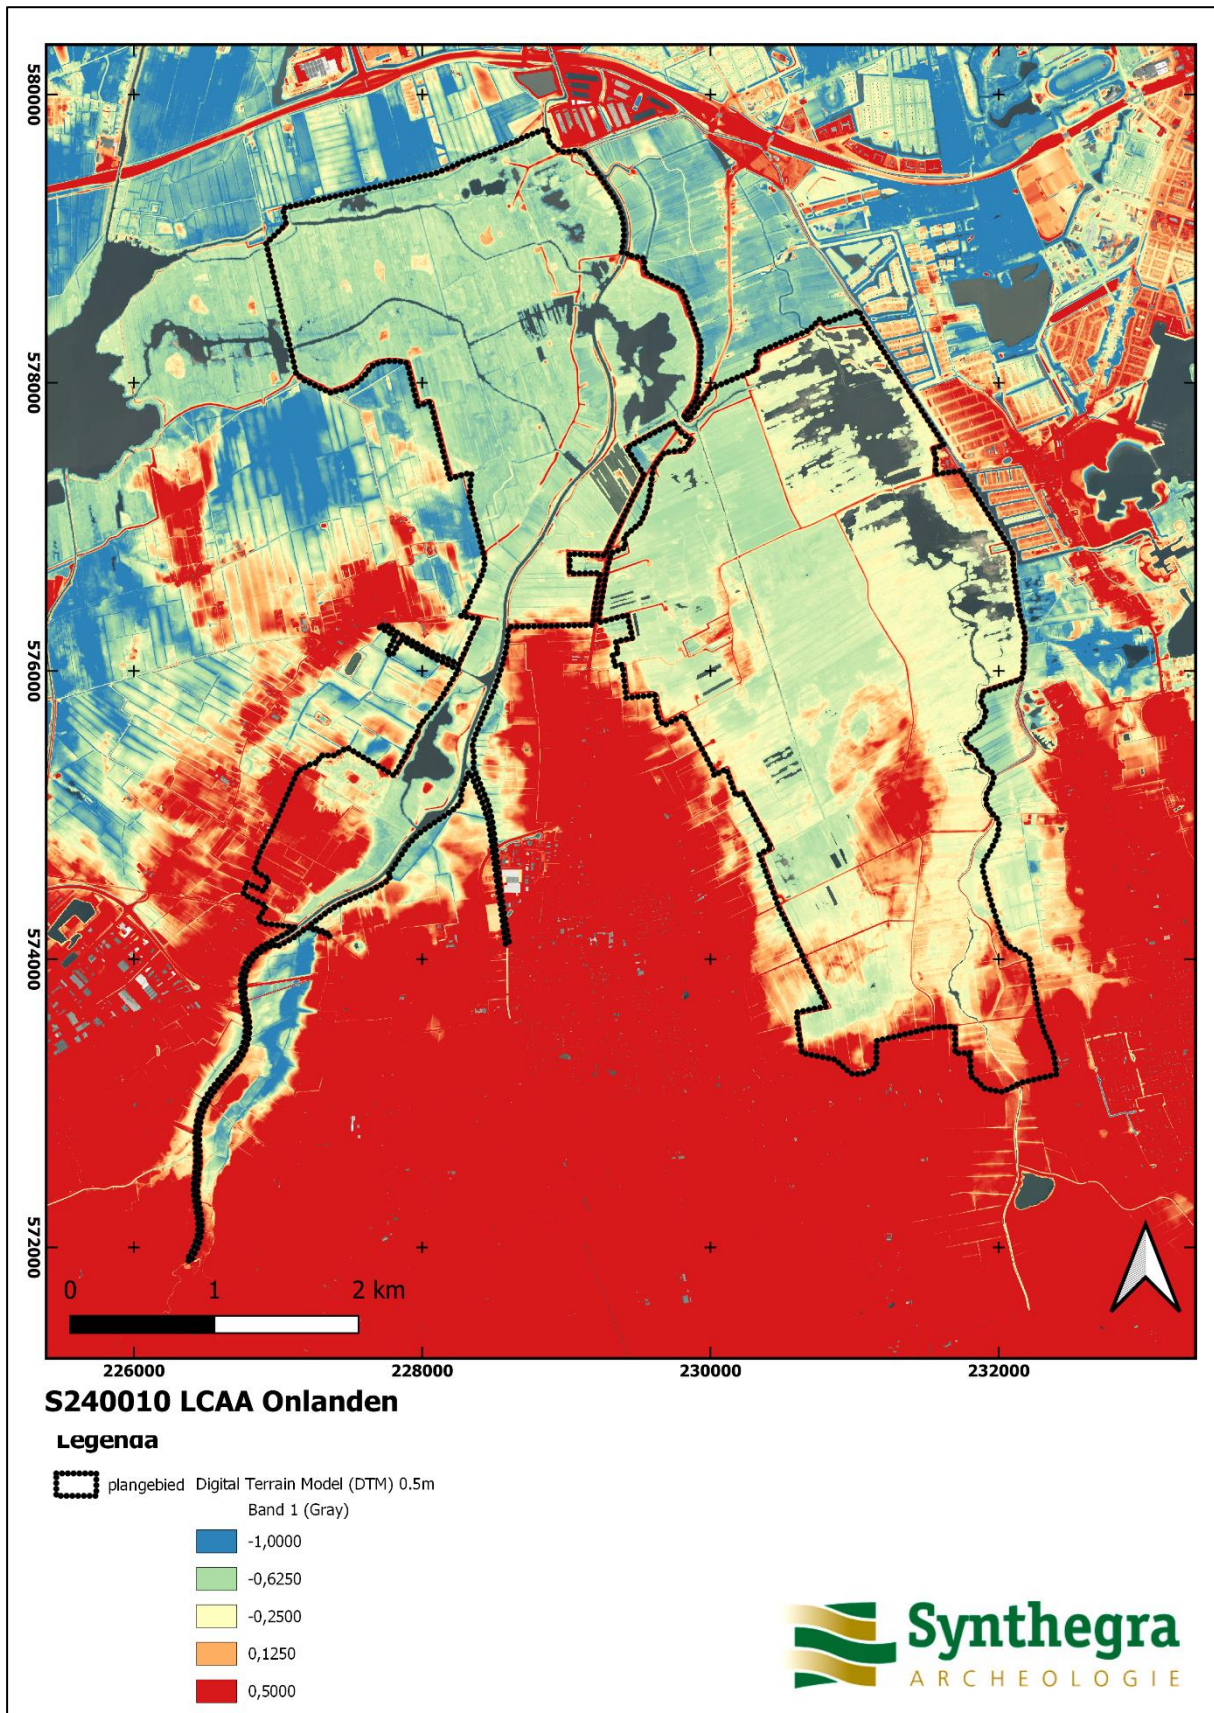 580000
578000
576000
574000
572000
0 1 2 km
226000 228000 230000 232000
S240010 LCAA Onlanden
Legenda
plangebied Digital Terrain Model (DTM) 0.5m
Band 1 (Gray)
-1,0000
-0,6250
-0,2500
0,1250
0,5000
Synthegra
ARCHEOLOGIE